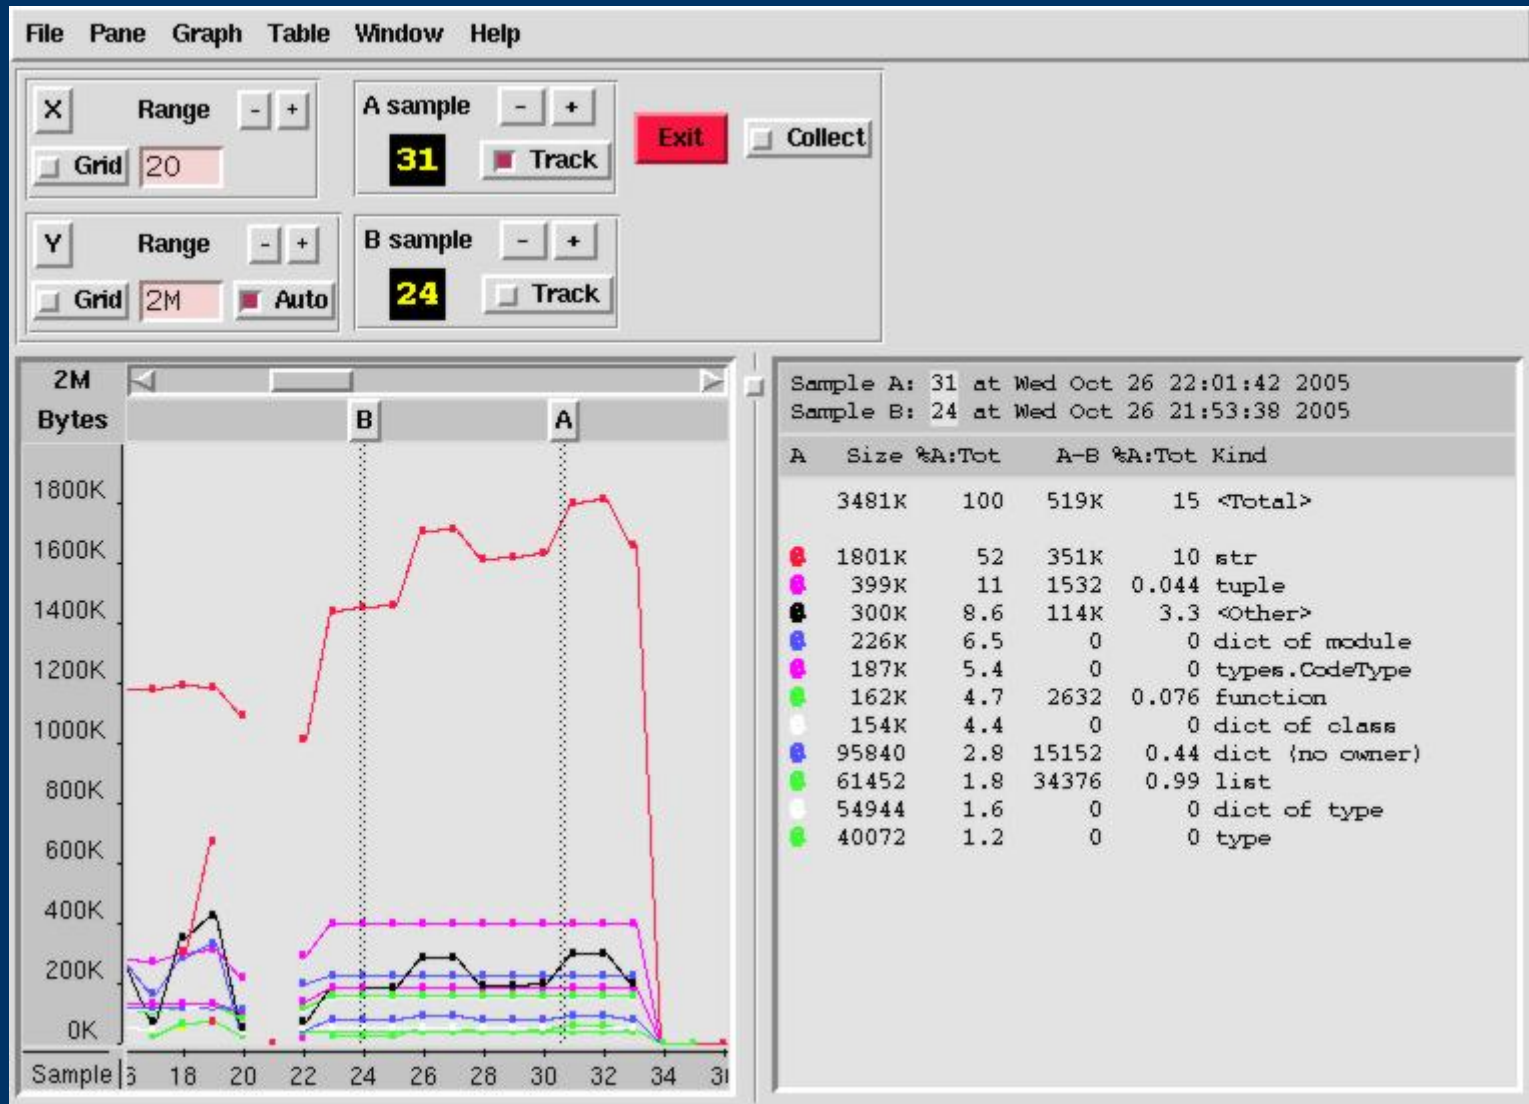 File Pane Graph Table Window Help
X Range - +
Grid 20
A sample - +
31 Track
Exit
Collect
Y Range - +
Grid 2M Auto
B sample - +
24 Track
2M
Bytes
B A
1800K
1600K
1400K
1200K
1000K
800K
600K
400K
200K
0K
Sample 18 20 22 24 26 28 30 32 34
Sample A: 31 at Wed Oct 26 22:01:42 2005
Sample B: 24 at Wed Oct 26 21:53:38 2005
A Size %A:Tot A-B %A:Tot Kind
3481K 100 519K 15 <Total>
1801K 52 351K 10 str
399K 11 1532 0.044 tuple
300K 8.6 114K 3.3 <Other>
226K 6.5 0 0 dict of module
187K 5.4 0 0 types.CodeType
162K 4.7 2632 0.076 function
154K 4.4 0 0 dict of class
95840 2.8 15152 0.44 dict (no owner)
61452 1.8 34376 0.99 list
54944 1.6 0 0 dict of type
40072 1.2 0 0 type